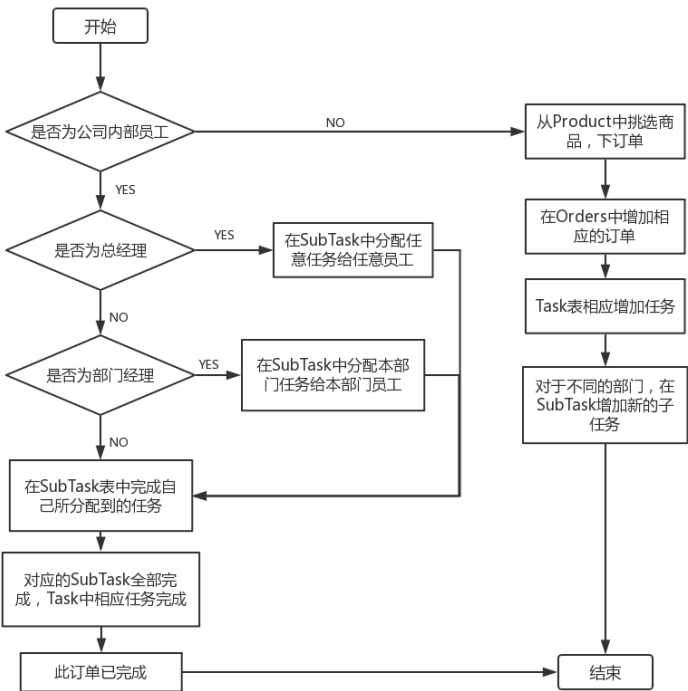 开始
是否为公司内部员工
NO
从Product中挑选商
品，下订单
YES
在Orders中增加相
应的订单
是否为总经理
YES
在SubTask中分配任
意任务给任意员工
Task表相应增加任务
NO
是否为部门经理
YES
在SubTask中分配本部
门任务给本部门员工
对于不同的部门，在
SubTask增加新的子
任务
NO
在SubTask表中完成自
己所分配到的任务
对应的SubTask全部完
成，Task中相应任务完成
此订单已完成
结束